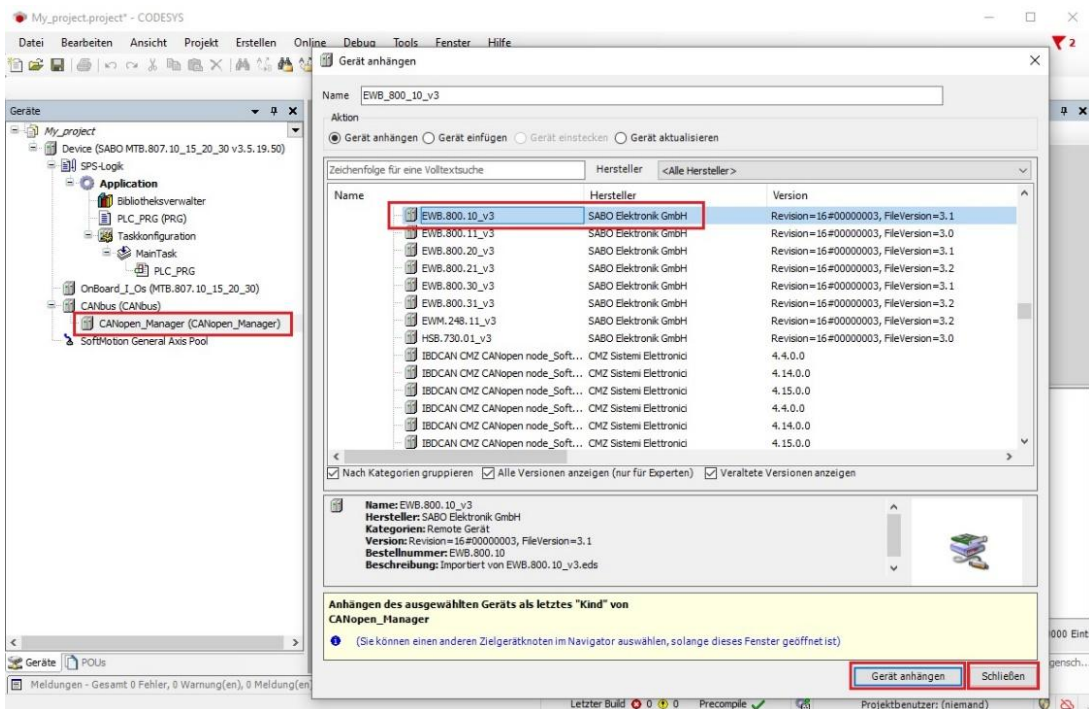 My_project.project* - CODESYS
Datei Bearbeiten Ansicht Projekt Erstellen Online Debug Tools Fenster Hilfe
2
Geräte
My_project
Device (SABO MTB.807.10_15_20_30 v3.5.19.50)
SPS-Logik
Application
Bibliotheksverwalter
PLC_PRG (PRG)
Taskkonfiguration
MainTask
PLC_PRG
OnBoard_I_Os (MTB.807.10_15_20_30)
CANbus (CANbus)
CANopen_Manager (CANopen_Manager)
SoftMotion General Axis Pool
Geräte POUs
Meldungen - Gesamt 0 Fehler, 0 Warnung(en), 0 Meldung(en)
Gerät anhängen
Name EWB_800_10_v3
Aktion
Gerät anhängen Gerät einfügen Gerät einstecken Gerät aktualisieren
Zeichenfolge für eine Volltextsuche Hersteller <Alle Hersteller>
Name Hersteller Version
EWB.800.10_v3 SABO Elektronik GmbH Revision=16#00000003, FileVersion=3.1
EWB.800.11_v3 SABO Elektronik GmbH Revision=16#00000003, FileVersion=3.0
EWB.800.20_v3 SABO Elektronik GmbH Revision=16#00000003, FileVersion=3.1
EWB.800.21_v3 SABO Elektronik GmbH Revision=16#00000003, FileVersion=3.2
EWB.800.30_v3 SABO Elektronik GmbH Revision=16#00000003, FileVersion=3.1
EWB.800.31_v3 SABO Elektronik GmbH Revision=16#00000003, FileVersion=3.2
EWM.248.11_v3 SABO Elektronik GmbH Revision=16#00000003, FileVersion=3.2
HSB.730.01_v3 SABO Elektronik GmbH Revision=16#00000003, FileVersion=3.0
IBDCAN CMZ CANopen node_Soft... CMZ Sistemi Elettronici 4.4.0.0
IBDCAN CMZ CANopen node_Soft... CMZ Sistemi Elettronici 4.14.0.0
IBDCAN CMZ CANopen node_Soft... CMZ Sistemi Elettronici 4.15.0.0
IBDCAN CMZ CANopen node_Soft... CMZ Sistemi Elettronici 4.4.0.0
IBDCAN CMZ CANopen node_Soft... CMZ Sistemi Elettronici 4.14.0.0
IBDCAN CMZ CANopen node_Soft... CMZ Sistemi Elettronici 4.15.0.0
Nach Kategorien gruppieren Alle Versionen anzeigen (nur für Experten) Veraltete Versionen anzeigen
Name: EWB.800.10_v3
Hersteller: SABO Elektronik GmbH
Kategorien: Remote Gerät
Version: Revision=16#00000003, FileVersion=3.1
Bestellnummer: EWB.800.10
Beschreibung: Importiert von EWB.800.10_v3.eds
Anhängen des ausgewählten Geräts als letztes "Kind" von
CANopen_Manager
(Sie können einen anderen Zielgerätknoten im Navigator auswählen, solange dieses Fenster geöffnet ist)
Gerät anhängen Schließen
000 Eint
gensch...
Letzter Build 0 0 Precompile Projektbenutzer: (niemand)